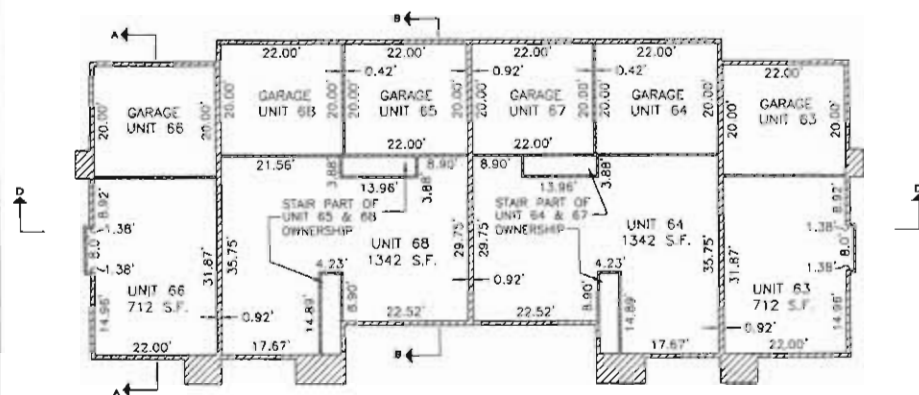 A
B
22.00' 22.00' 22.00' 22.00'
22.00' 22.00'
0.42' 0.92' 0.42'
GARAGE
UNIT 66
20.00' 20.00'
GARAGE
UNIT 68
20.00' 20.00'
GARAGE
UNIT 65
20.00'
GARAGE
UNIT 67
20.00' 20.00'
GARAGE
UNIT 64
20.00' 20.00'
GARAGE
UNIT 63
20.00' 20.00'
22.00' 22.00'
21.56' 3.88' 8.90' 8.90' 3.88'
13.96' 3.88' 13.96'
D
D
8.92'
1.38'
8.0'
1.38'
14.96'
UNIT 66
712 S.F.
31.87'
35.75'
STAIR PART OF
UNIT 65 & 68
OWNERSHIP
UNIT 68
1342 S.F.
29.75'
29.75'
STAIR PART OF
UNIT 64 & 67
OWNERSHIP
UNIT 64
1342 S.F.
35.75'
31.87'
UNIT 63
712 S.F.
8.92'
1.38'
8.0'
1.38'
14.96'
4.23' 4.23'
0.92'
14.89' 8.90' 8.90' 14.89'
0.92' 0.92'
22.52' 22.52'
22.00' 17.67' 17.67' 22.00'
B
A